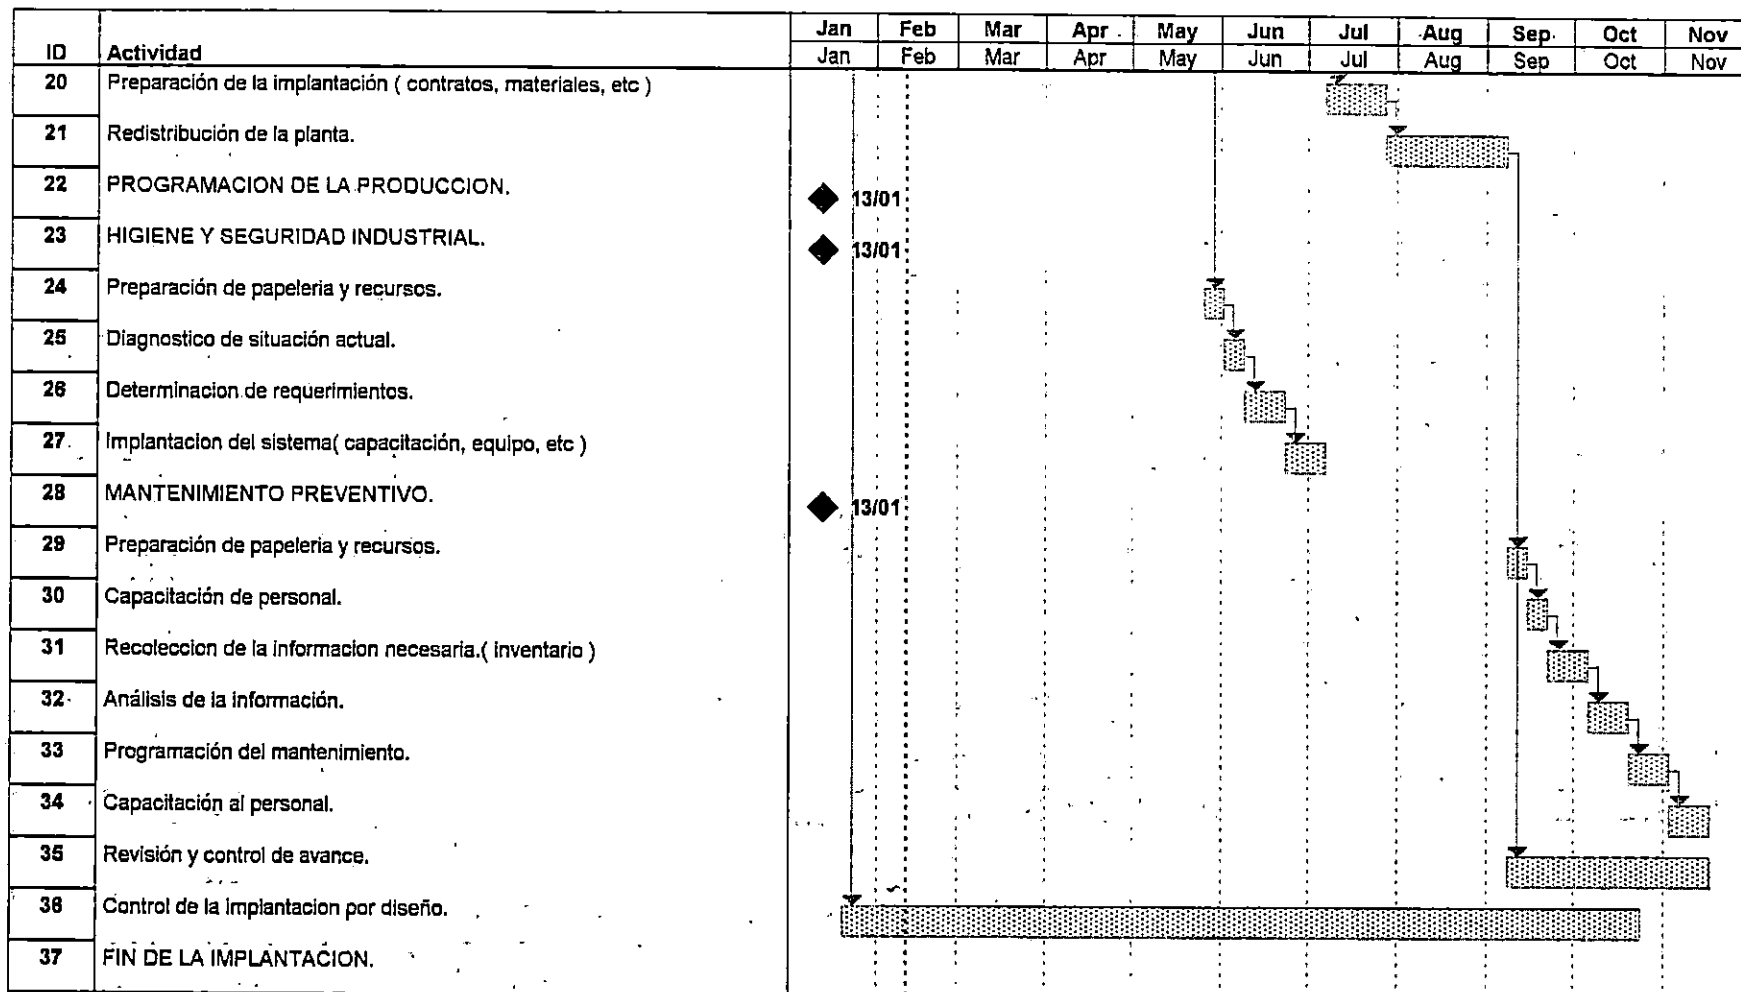 Jan Feb Mar Apr May Jun Jul Aug Sep Oct Nov
ID Actividad Jan Feb Mar Apr May Jun Jul Aug Sep Oct Nov
20 Preparación de la implantación ( contratos, materiales, etc )
21 Redistribución de la planta.
22 PROGRAMACION DE LA PRODUCCION. 13/01
23 HIGIENE Y SEGURIDAD INDUSTRIAL. 13/01
24 Preparación de papeleria y recursos.
25 Diagnostico de situación actual.
26 Determinacion de requerimientos.
27 Implantacion del sistema( capacitación, equipo, etc )
28 MANTENIMIENTO PREVENTIVO. 13/01
29 Preparación de papeleria y recursos.
30 Capacitación de personal.
31 Recoleccion de la informacion necesaria.( inventario )
32 Análisis de la información.
33 Programación del mantenimiento.
34 Capacitación al personal.
35 Revisión y control de avance.
36 Control de la implantacion por diseño.
37 FIN DE LA IMPLANTACION.